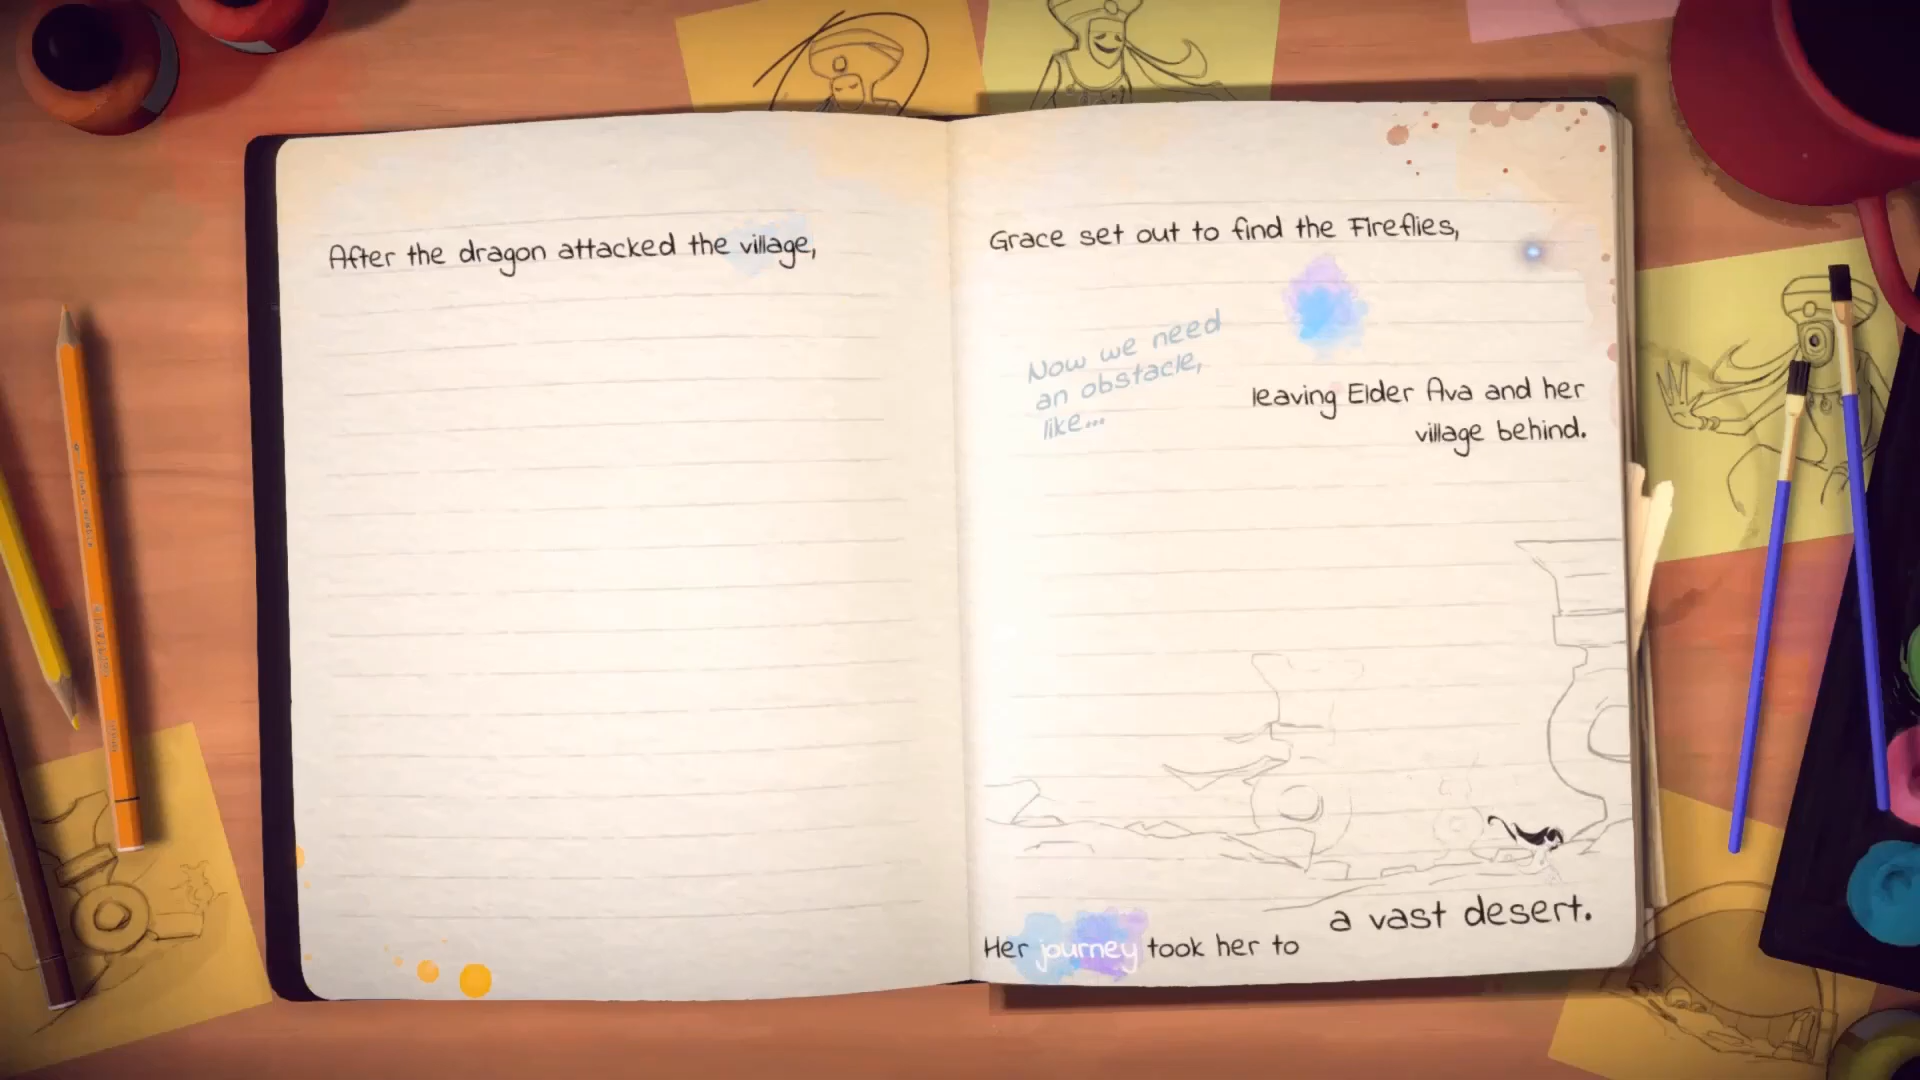 After the dragon attacked the village,
Grace set out to find the Fireflies,
Now we need
an obstacle,
like...
leaving Elder Ava and her
village behind.
a vast desert.
Her journey took her to